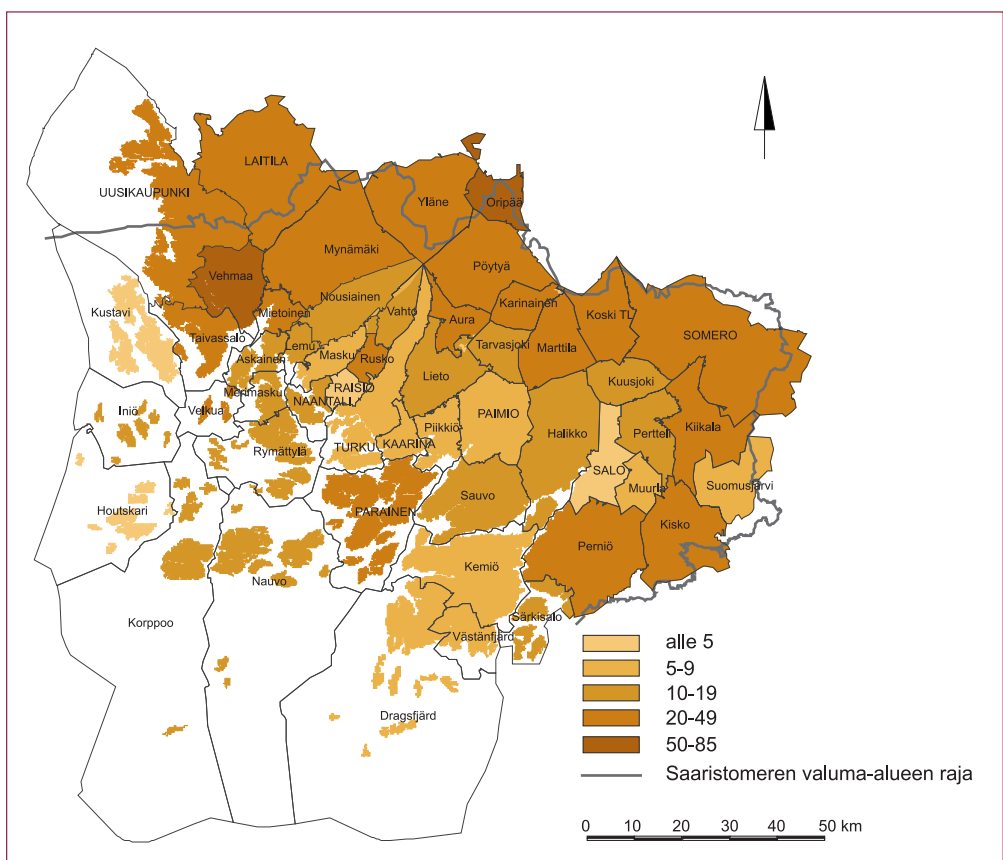 LAITILA
UUSIKAUPUNKI
Yläne
Oripää
Mynämäki
Vehmaa
Pöytyä
Kustavi
Nousiainen
Karinainen
Mietoinen
Vahto
Koski TL
Aura
SOMERO
Taivassalo
Lemu
Masku
Rusko
Tarvasjoki
Marttila
Askainen
Lieto
Kuusjoki
TRAISIO
Merimasku
NAANTALI
Iniö
Velkua
PAIMIO
Piikkiö
Halikko
Pertteli
Kiikala
Rymättylä
TURKU
KAARINA
SALO
Muurla
Suomusjärvi
Sauvo
Houtskari
PARAINEN
Kisko
Perniö
Kemiö
Nauvo
Korppoo
Särkisalo
Västänfjärd
Dragsfjärd
alle 5
5-9
10-19
20-49
50-85
Saaristomeren valuma-alueen raja
0 10 20 30 40 50 km